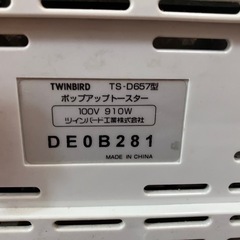 TWINBIRD TS-D657型
ポップアップトースター
100V 910W
ツインバード工業株式会社
DE0B281
MADE IN CHINA